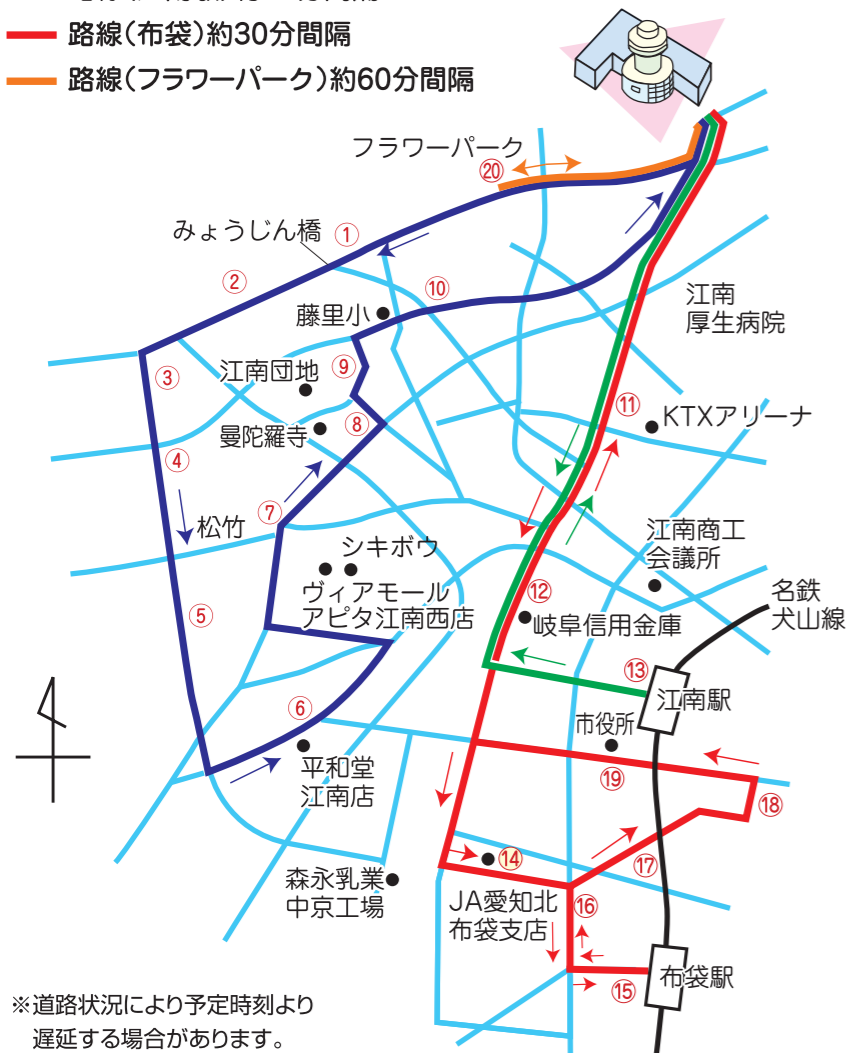 路線(布袋)約30分間隔
路線(フラワーパーク)約60分間隔
フラワーパーク
⑳
みょうじん橋
①
②
⑩
藤里小
江南
厚生病院
③
江南団地
⑨
⑪
KTXアリーナ
曼陀羅寺
⑧
④
⑦
松竹
シキボウ
ヴィアモール
アピタ江南西店
江南商工
会議所
名鉄
犬山線
⑤
⑫
岐阜信用金庫
⑬
江南駅
⑥
市役所
平和堂
江南店
⑲
⑱
⑭
⑰
森永乳業
中京工場
JA愛知北
布袋支店
⑯
布袋駅
⑮
※道路状況により予定時刻より
遅延する場合があります。